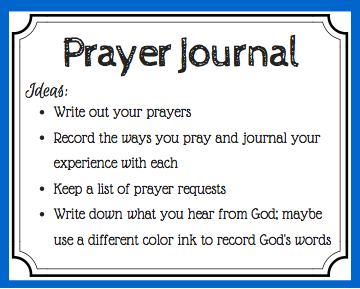 Prayer Journal
Ideas:
• Write out your prayers
• Record the ways you pray and journal your
experience with each
• Keep a list of prayer requests
• Write down what you hear from God; maybe
use a different color ink to record God's words